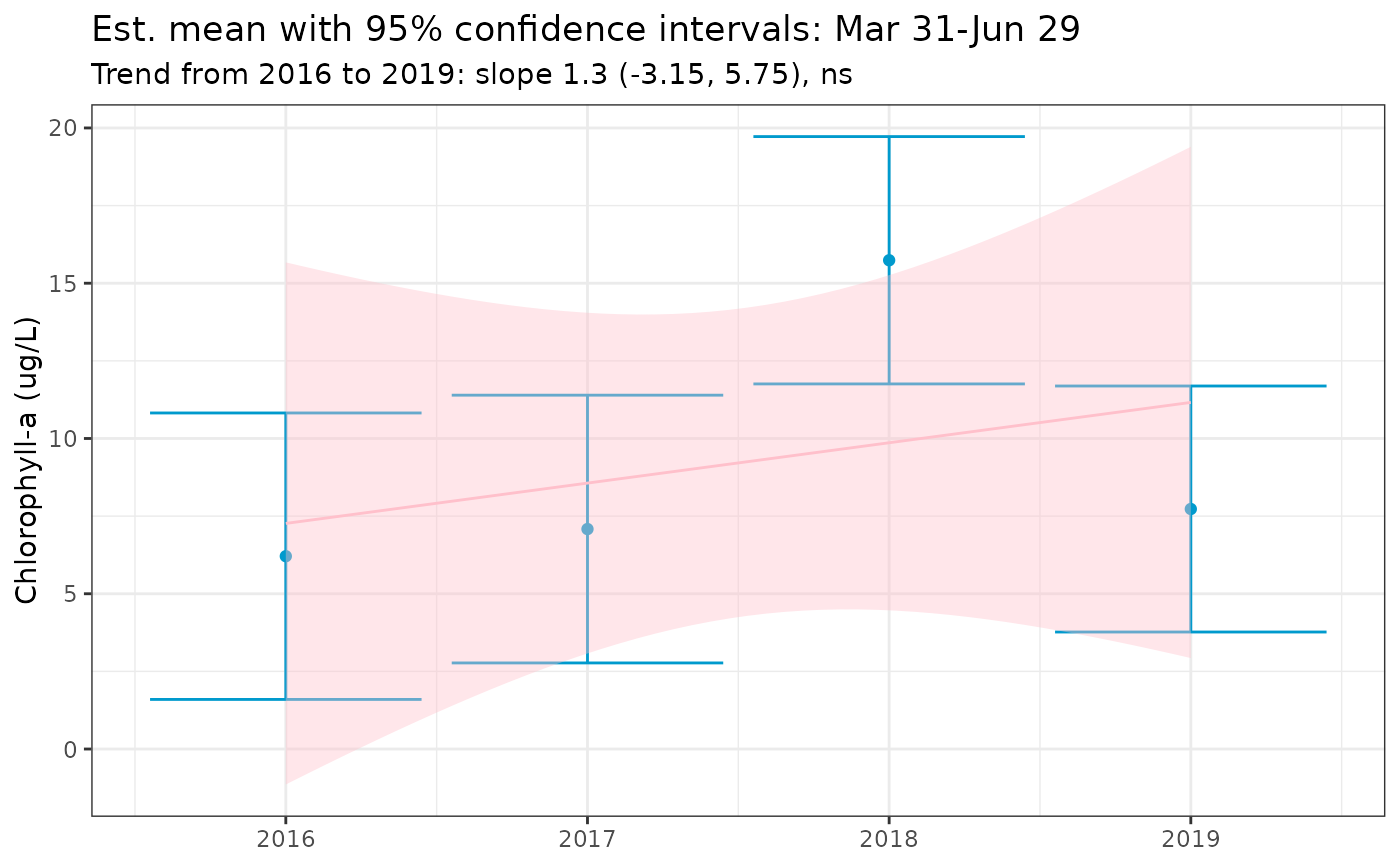 Est. mean with 95% confidence intervals: Mar 31-Jun 29
Trend from 2016 to 2019: slope 1.3 (-3.15, 5.75), ns
Chlorophyll-a (ug/L)
20
15
10
5
0
2016 2017 2018 2019